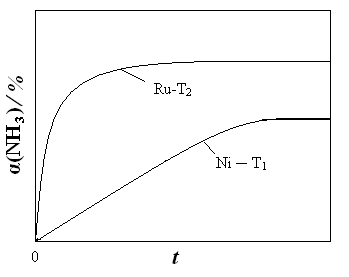 α(NH₃) / %
Ru-T₂
Ni — T₁
0
t